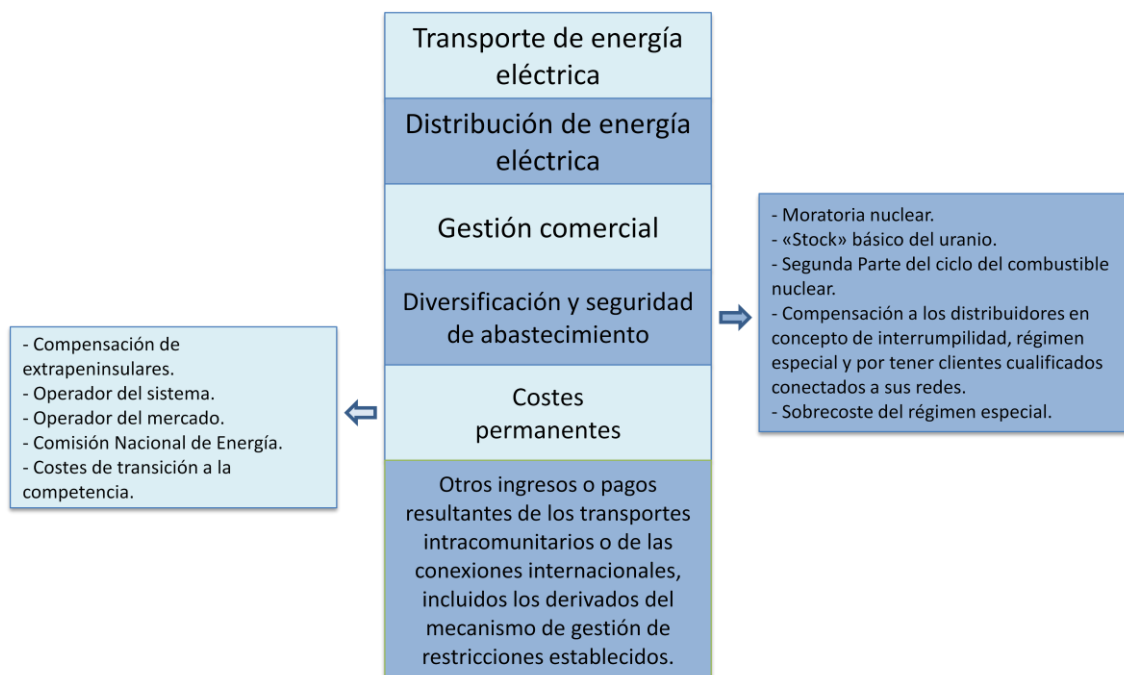 Transporte de energía
eléctrica
Distribución de energía
eléctrica
Gestión comercial
Diversificación y seguridad
de abastecimiento
Costes
permanentes
Otros ingresos o pagos
resultantes de los transportes
intracomunitarios o de las
conexiones internacionales,
incluidos los derivados del
mecanismo de gestión de
restricciones establecidos.
- Moratoria nuclear.
- «Stock» básico del uranio.
- Segunda Parte del ciclo del combustible
nuclear.
- Compensación a los distribuidores en
concepto de interrumpilidad, régimen
especial y por tener clientes cualificados
conectados a sus redes.
- Sobrecoste del régimen especial.
- Compensación de
extrapeninsulares.
- Operador del sistema.
- Operador del mercado.
- Comisión Nacional de Energía.
- Costes de transición a la
competencia.